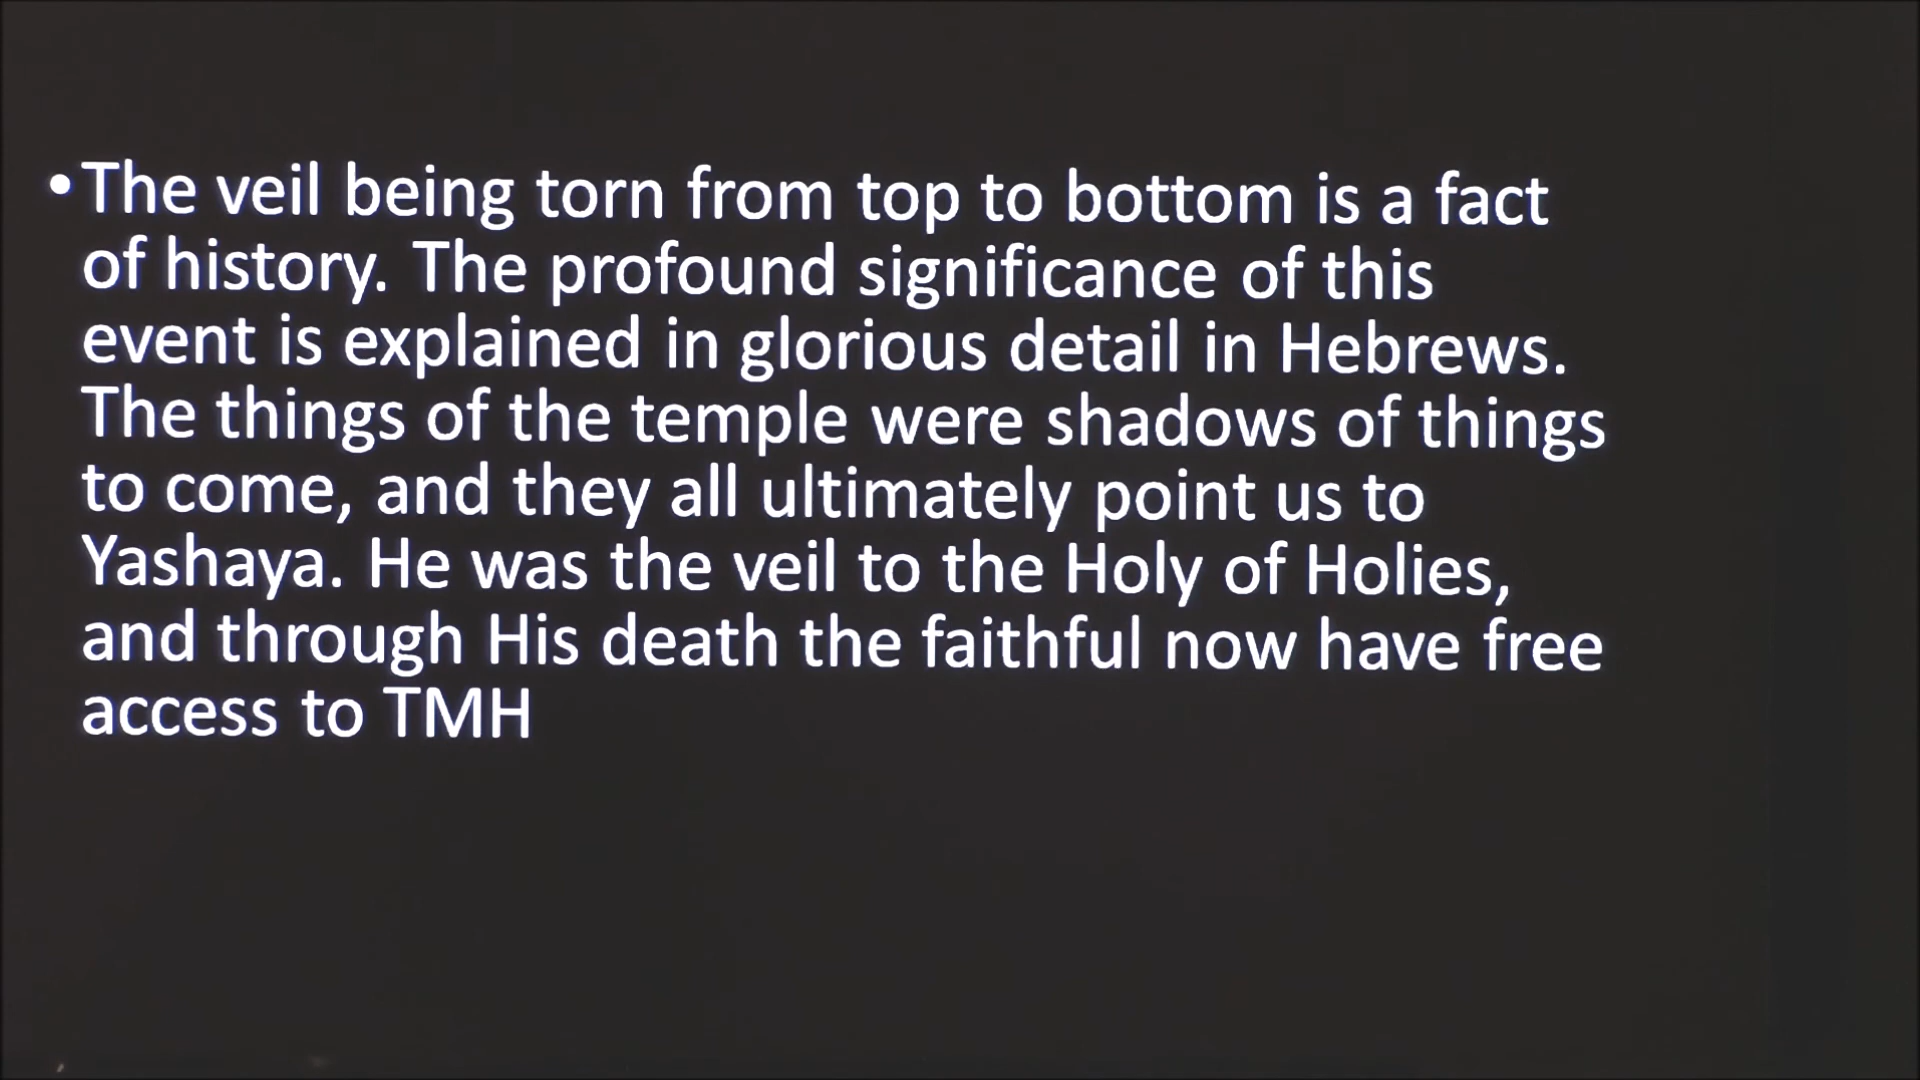 •The veil being torn from top to bottom is a fact
of history. The profound significance of this
event is explained in glorious detail in Hebrews.
The things of the temple were shadows of things
to come, and they all ultimately point us to
Yashaya. He was the veil to the Holy of Holies,
and through His death the faithful now have free
access to TMH